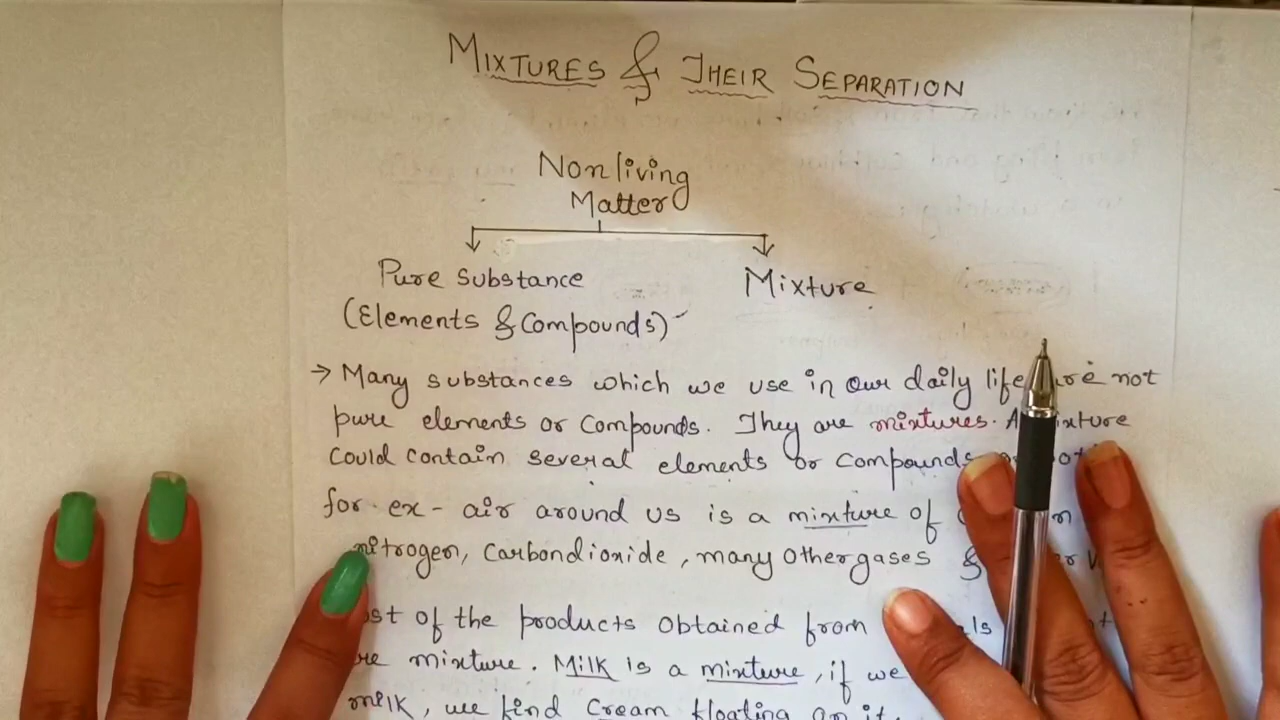 MIXTURES & THEIR SEPARATION
Non living
Matter
Pure Substance Mixture
(Elements & Compounds)
→ Many substances which we use in our daily life are not
pure elements or Compounds. They are mixtures. A mixture
Could contain several elements or compounds
for ex - air around us is a mixture of
nitrogen, Carbondioxide, many other gases &
of the products obtained from
mixture. Milk is a mixture, if we
milk, we find Cream floating on it